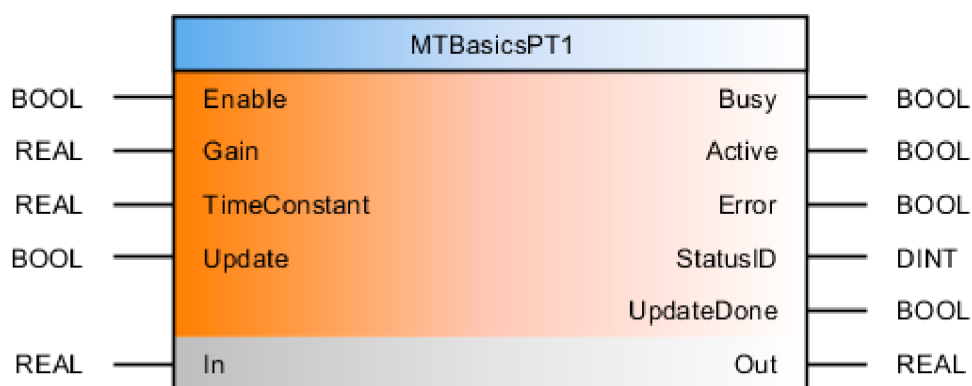 MTBasicsPT1
BOOL Enable Busy BOOL
REAL Gain Active BOOL
REAL TimeConstant Error BOOL
BOOL Update StatusID DINT
UpdateDone BOOL
REAL In Out REAL